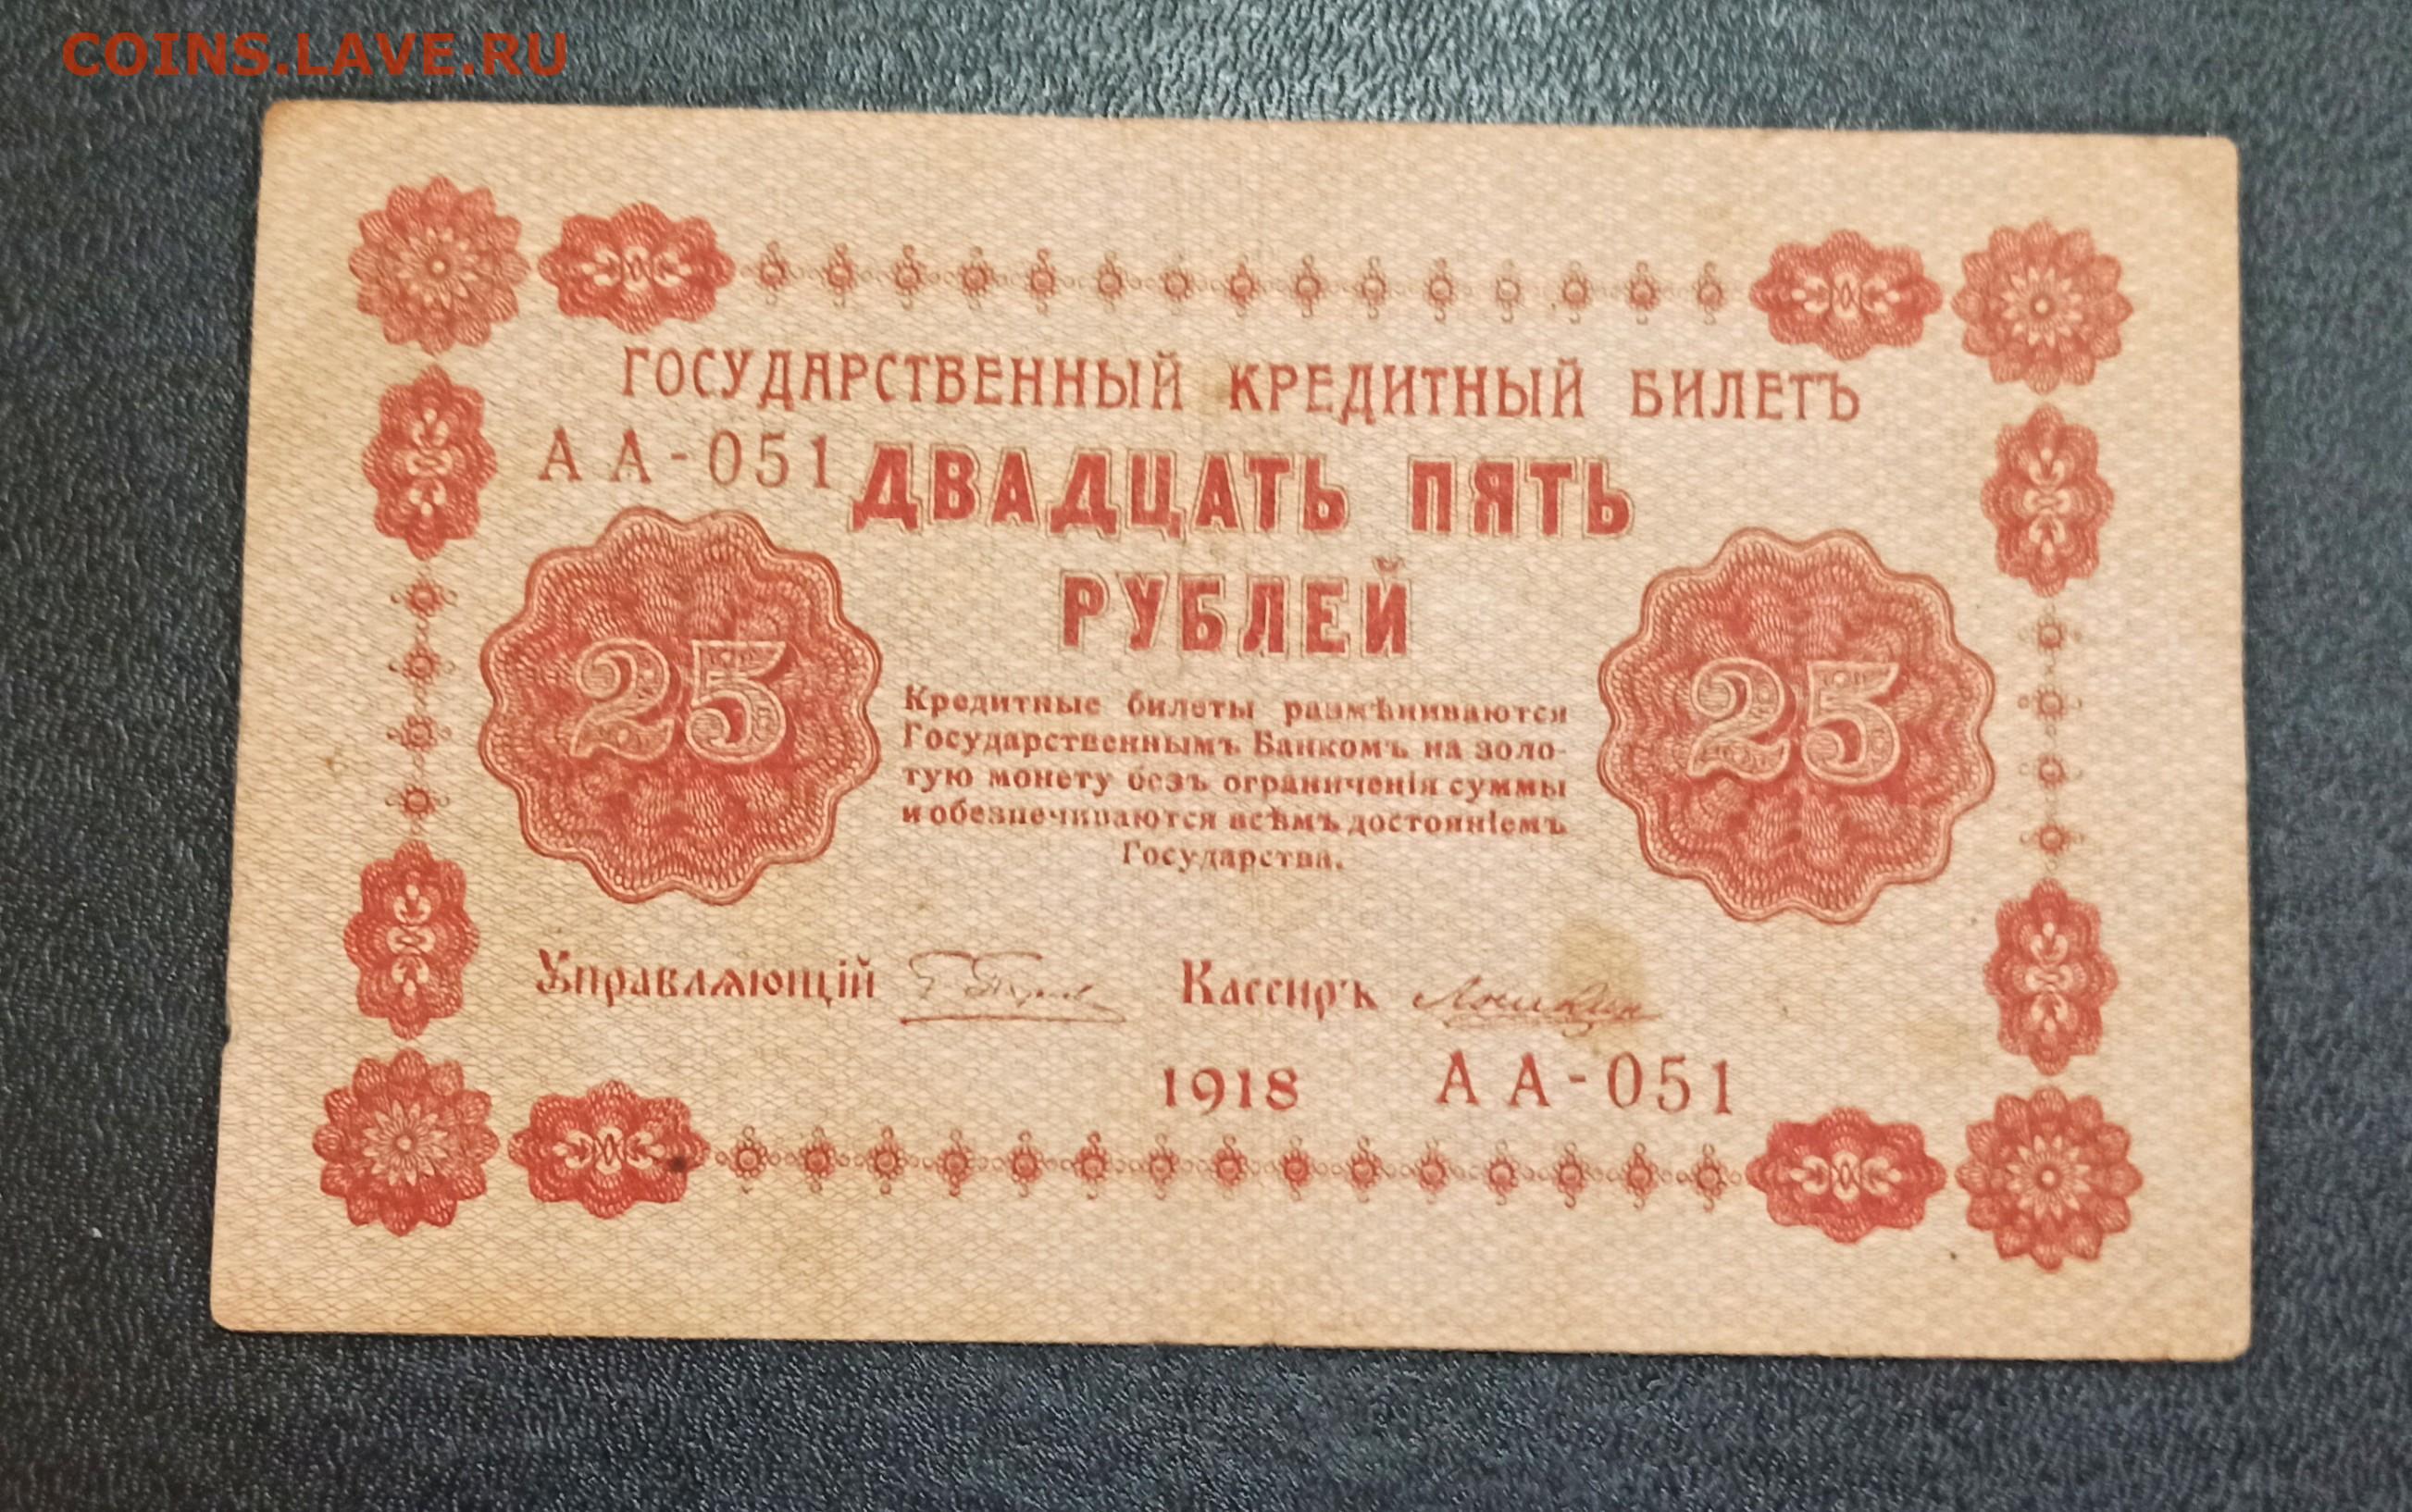 COINS.LAVE.RU
ГОСУДАРСТВЕННЫЙ КРЕДИТНЫЙ БИЛЕТЪ
АА-051
ДВАДЦАТЬ ПЯТЬ
РУБЛЕЙ
25
25
Кредитные билеты размѣниваются
Государственнымъ Банкомъ на золо-
тую монету безъ ограниченія суммы
и обезпечиваются всѣмъ достояніемъ
Государства.
Управляющій Кассиръ
1918 АА-051